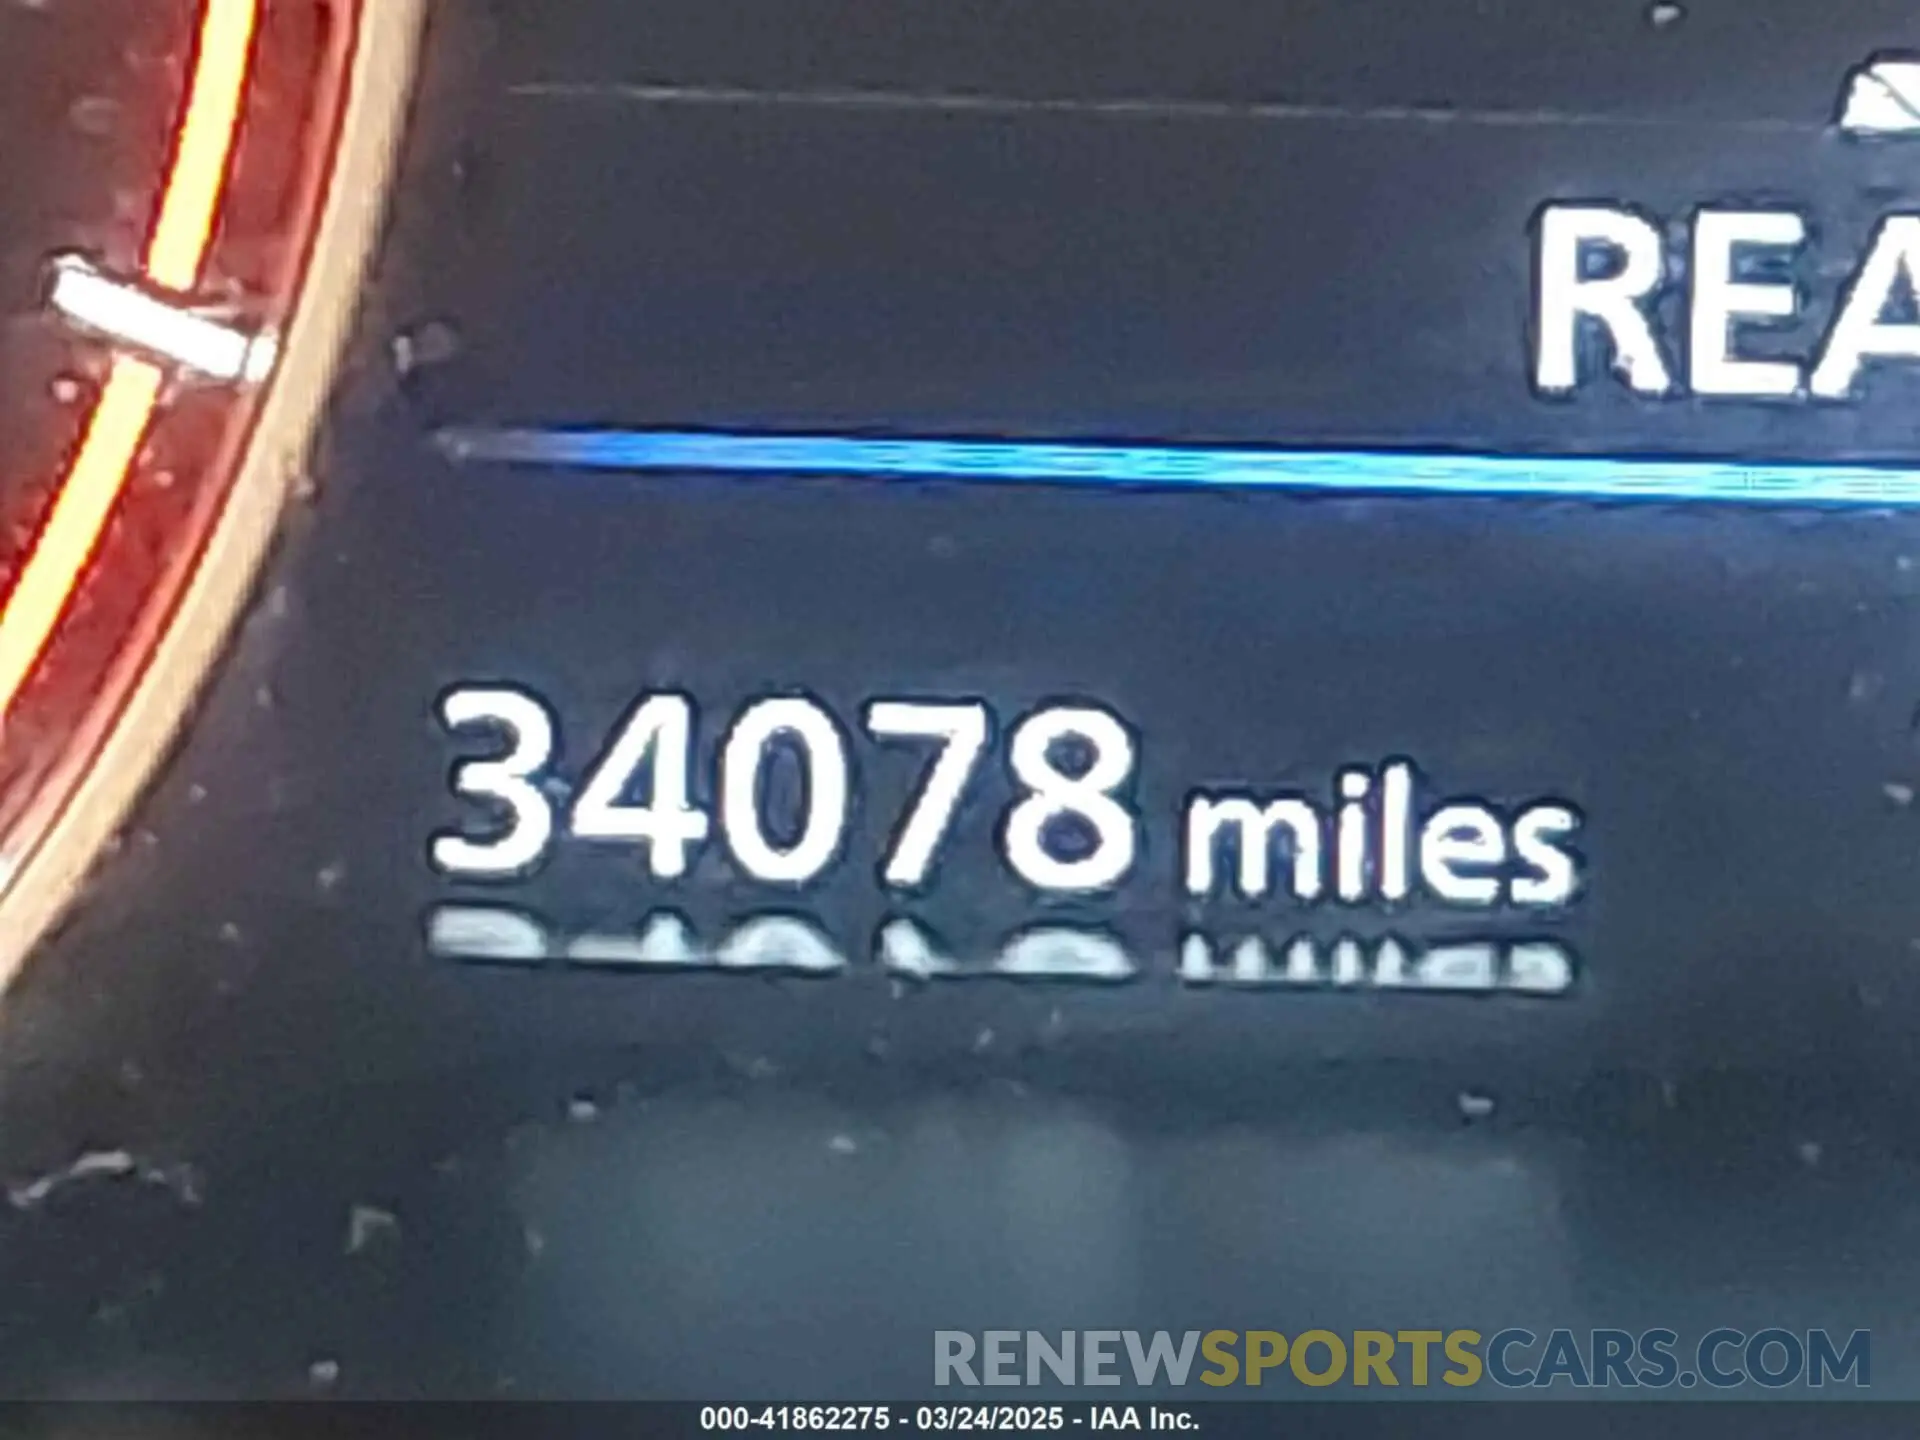 REA
34078 miles
RENEWSPORTSCARS.COM
000-41862275 - 03/24/2025 - IAA Inc.